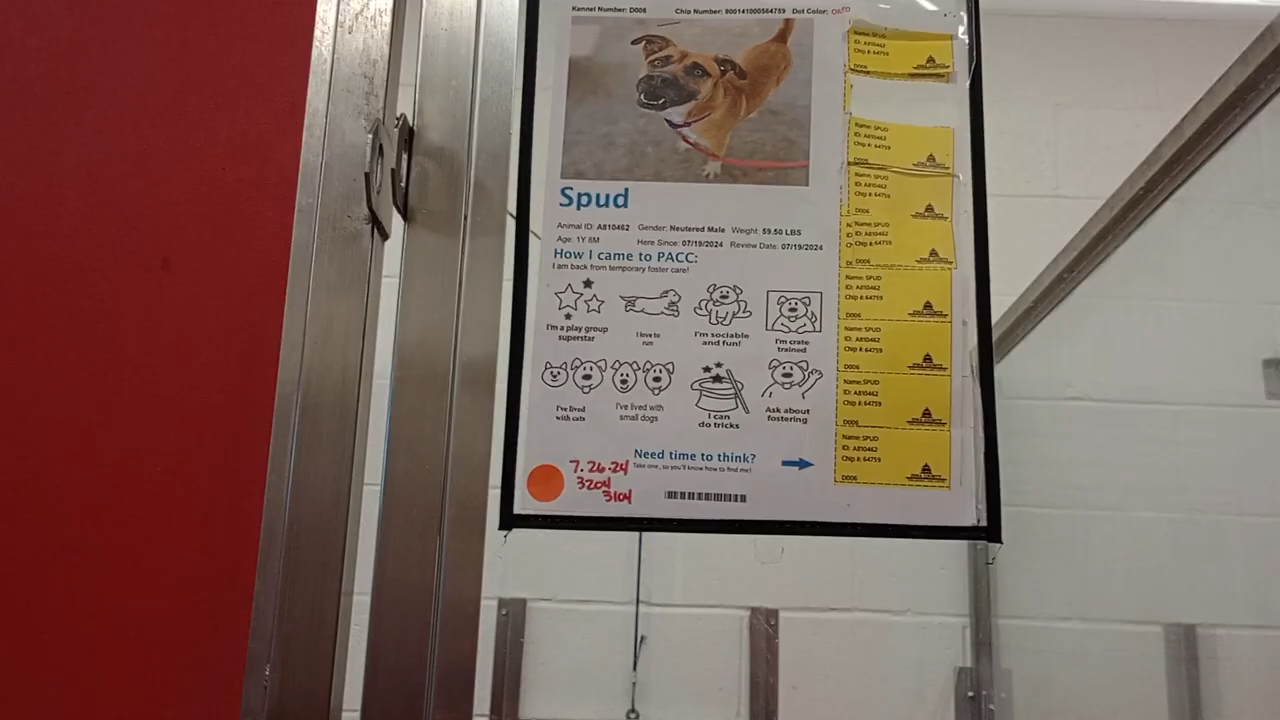 Kennel Number: D006 Chip Number: 900141000564759 Dot Color:
Spud
Animal ID: A810462 Gender: Neutered Male Weight: 59.50 LBS
Age: 1Y 6M Here Since: 07/19/2024 Review Date: 07/19/2024
How I came to PACC:
I am back from temporary foster care!
I'm a play group
superstar
I love to
run
I'm sociable
and fun!
I'm crate
trained
I've lived
with cats
I've lived with
small dogs
I can
do tricks
Ask about
fostering
Need time to think?
Take one, so you'll know how to find me!
7.26.24
3204
3104
Name: SPUD
ID: A810462
Chip #: 64759
D006
Name: SPUD
ID: A810462
Chip #: 64759
D006
Name: SPUD
ID: A810462
Chip #: 64759
D006
Name: SPUD
ID: A810462
Chip #: 64759
D006
Name: SPUD
ID: A810462
Chip #: 64759
D006
Name: SPUD
ID: A810462
Chip #: 64759
D006
Name: SPUD
ID: A810462
Chip #: 64759
D006
Name: SPUD
ID: A810462
Chip #: 64759
D006